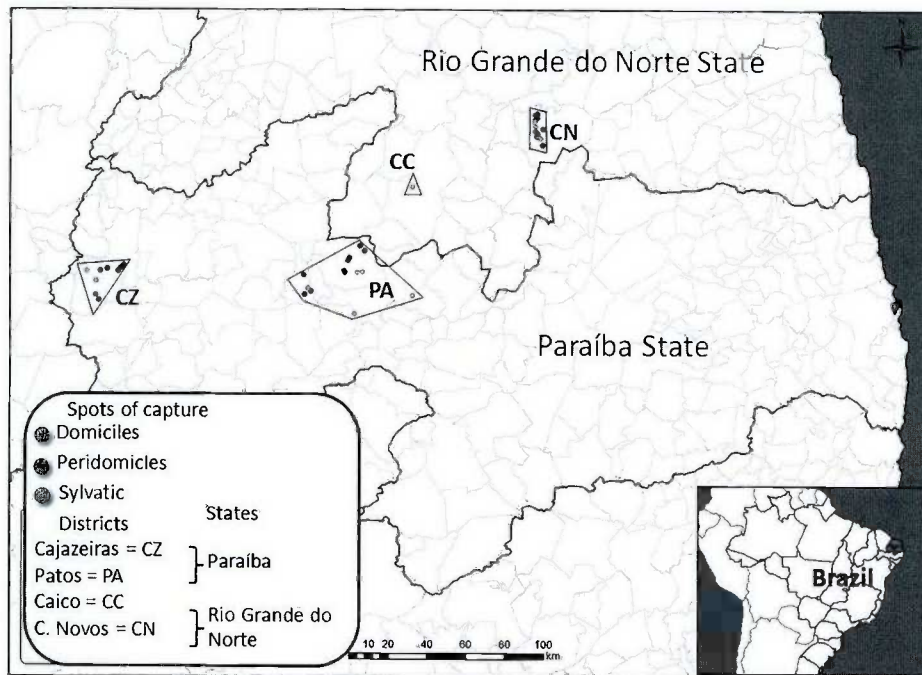 Rio Grande do Norte State
CN
CC
CZ
PA
Paraíba State
Spots of capture
Domiciles
Peridomicles
Sylvatic
Districts
States
Cajazeiras = CZ
Patos = PA
Paraíba
Caico = CC
C. Novos = CN
Rio Grande do
Norte
10 20 40 60 80 100
km
Brazil